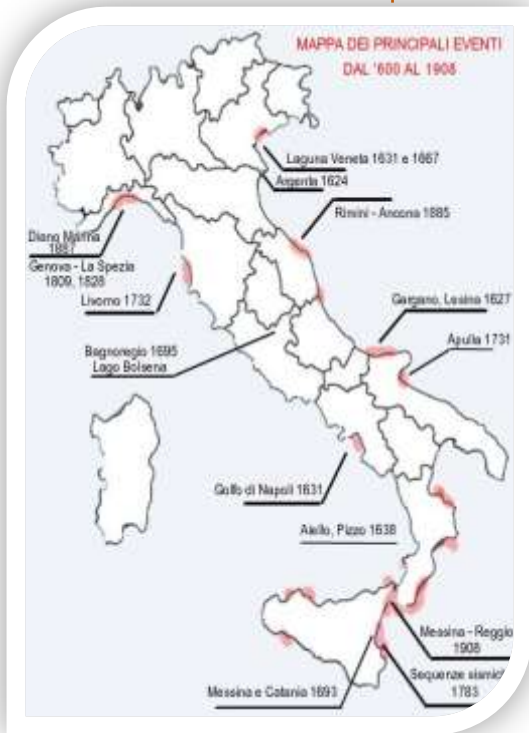 MAPPA DEI PRINCIPALI EVENTI
DAL '600 AL 1908
Laguna Veneta 1631 e 1667
Argenta 1624
Rimini - Ancona 1885
Diano Marina
1887
Genova - La Spezia
1809, 1828
Livorno 1732
Gargano, Lesina 1627
Apulia 1731
Bagnoregio 1695
Lago Bolsena
Golfo di Napoli 1631
Aiello, Pizzo 1638
Messina - Reggio
1908
Sequenze sismich
1783
Messina e Catania 1693